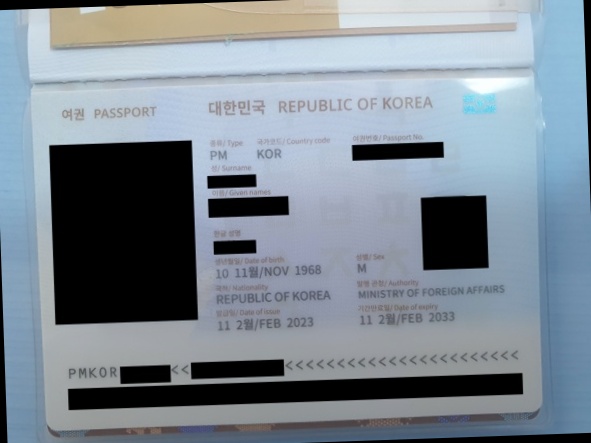 여권 PASSPORT 대한민국 REPUBLIC OF KOREA
종류/ Type 국가코드/ Country code 여권번호/ Passport No.
PM KOR
성/ Surname
이름/ Given names
한글 성명
생년월일/ Date of birth 성별/ Sex
10 11월/NOV 1968 M
국적/ Nationality 발행 관청/ Authority
REPUBLIC OF KOREA MINISTRY OF FOREIGN AFFAIRS
발급일/ Date of issue 기간만료일/ Date of expiry
11 2월/FEB 2023 11 2월/FEB 2033
PMKOR << <<<<<<<<<<<<<<<<<<<<<<<<